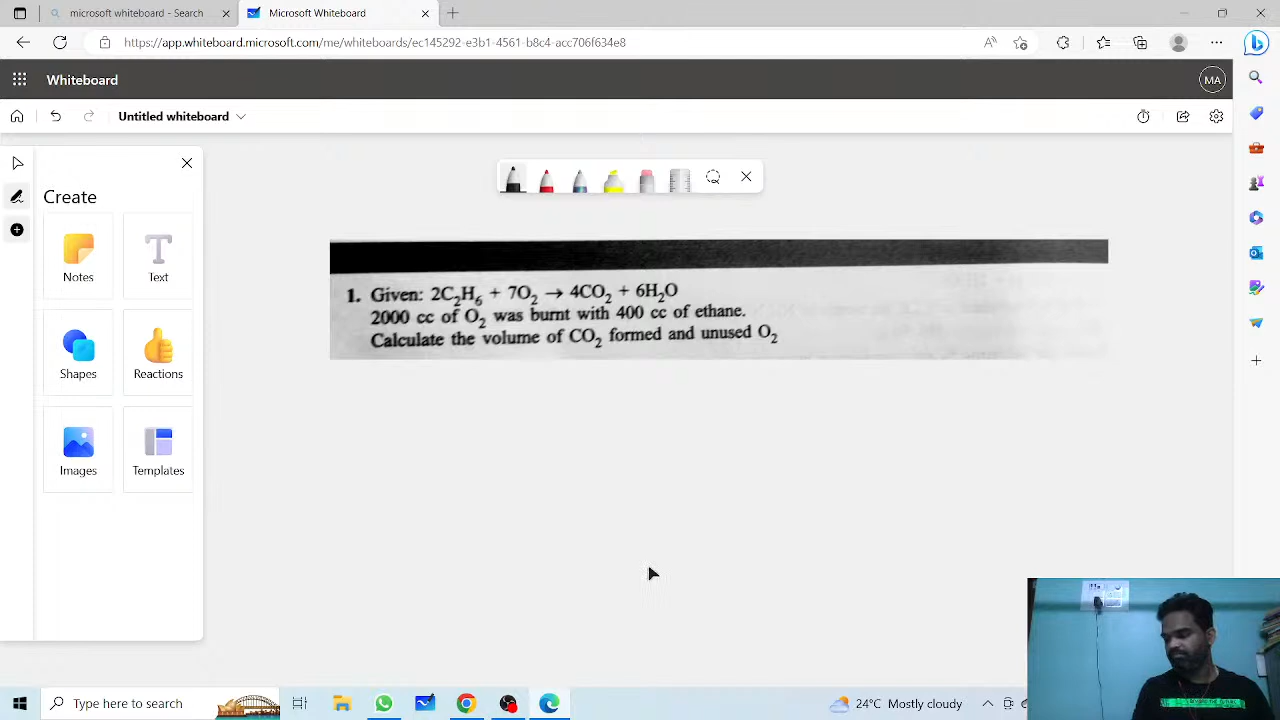 microsoft whiteboard - Search
Microsoft Whiteboard
https://app.whiteboard.microsoft.com/me/whiteboards/ec145292-e3b1-4561-b8c4-acc706f634e8
Whiteboard
MA
Untitled whiteboard
Create
Notes
Text
Shapes
Reactions
Images
Templates
1. Given: 2C₂H₆ + 7O₂ → 4CO₂ + 6H₂O
2000 cc of O₂ was burnt with 400 cc of ethane.
Calculate the volume of CO₂ formed and unused O₂
Type here to search
24°C Mostly cloudy